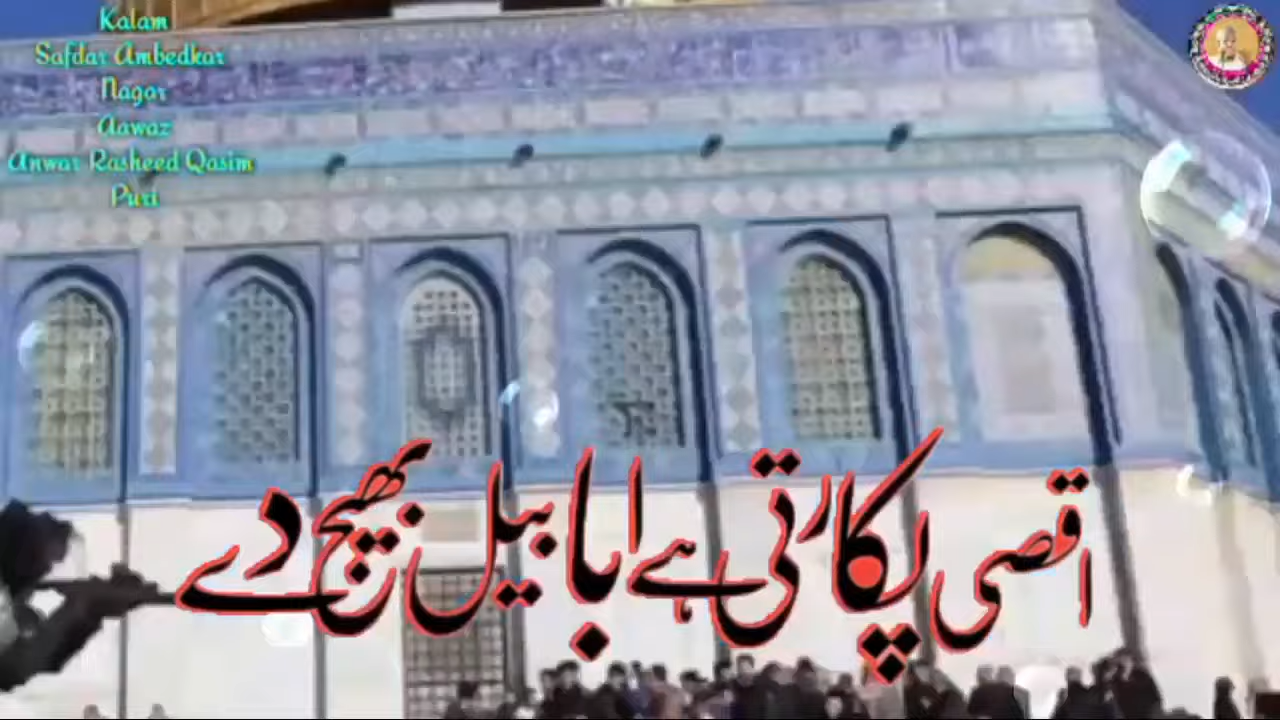 Kalam
Safdar Ambedkar
Nagar
Aawaz
Anwar Rasheed Qasim
Puri
اقصی پکارتی ہے ابابیل بھیج دے